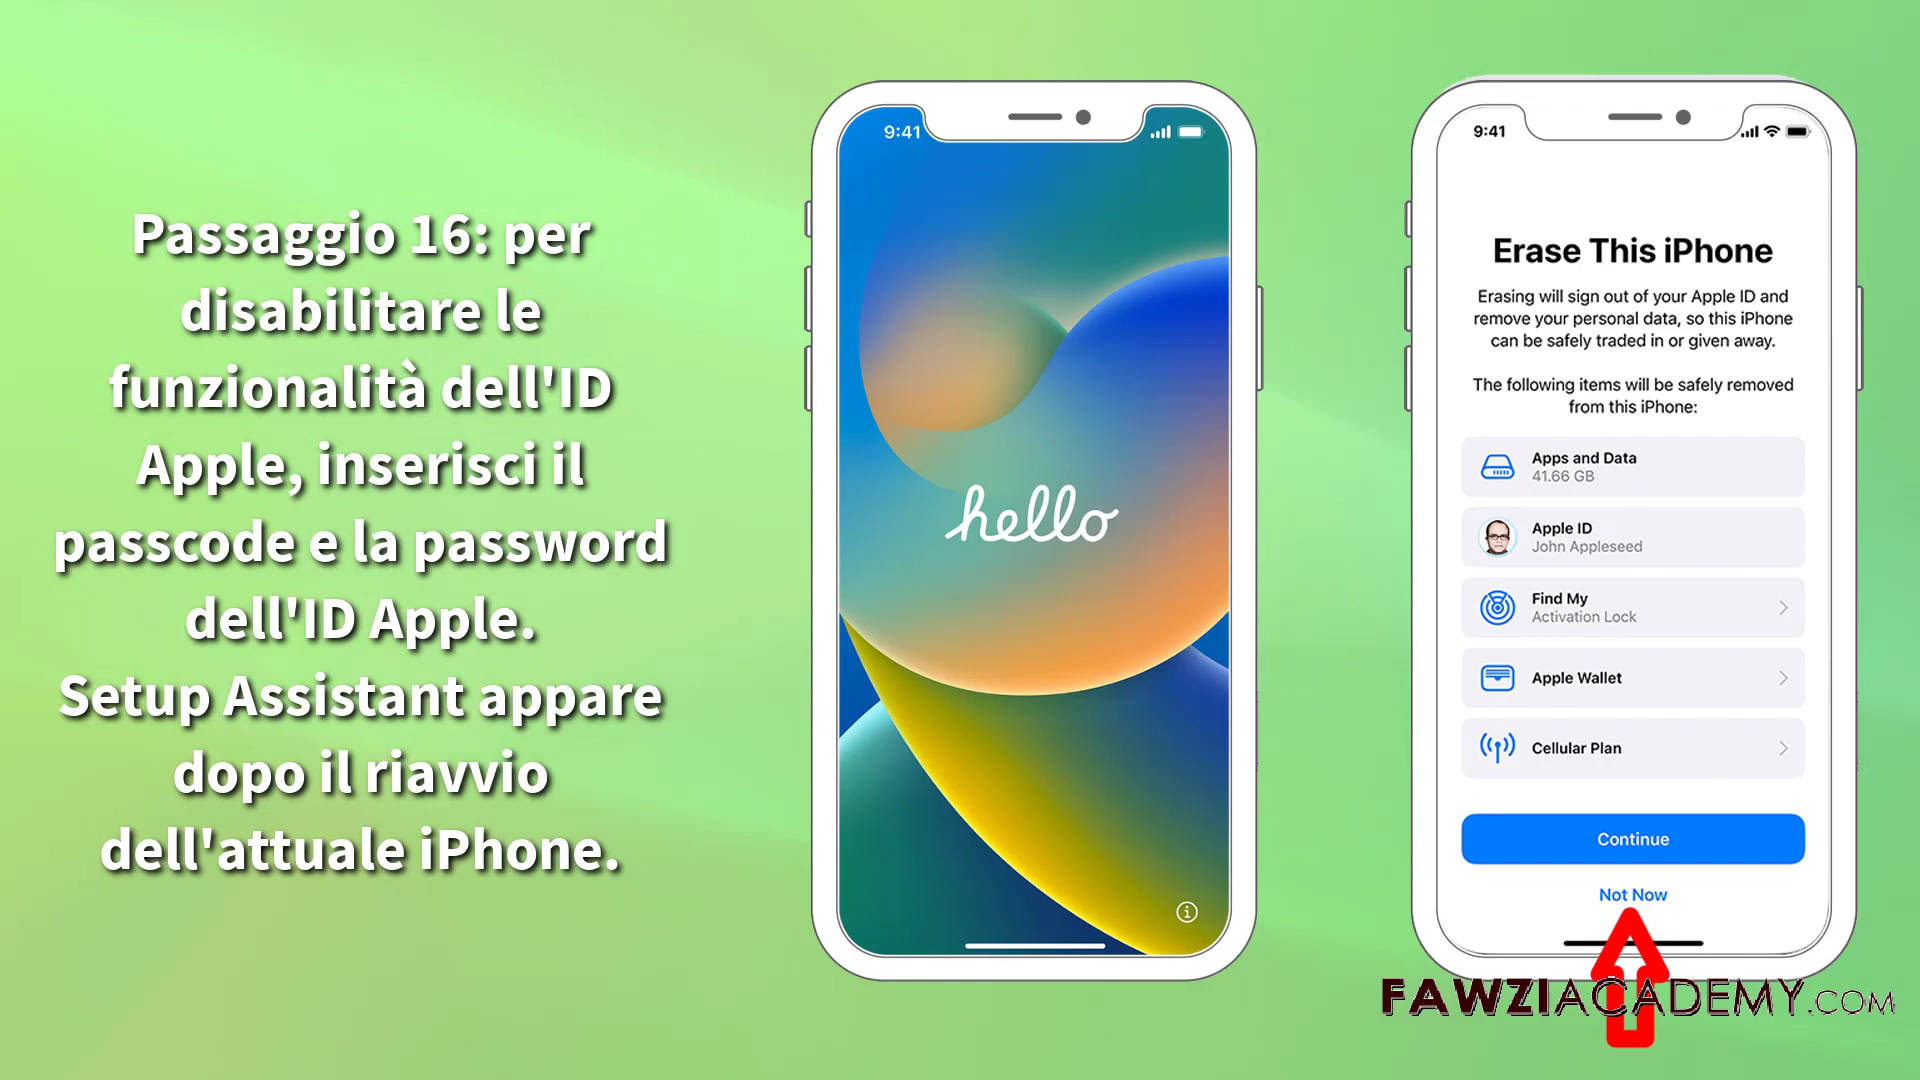 Passaggio 16: per
disabilitare le
funzionalità dell'ID
Apple, inserisci il
passcode e la password
dell'ID Apple.
Setup Assistant appare
dopo il riavvio
dell'attuale iPhone.
9:41
hello
9:41
Erase This iPhone
Erasing will sign out of your Apple ID and
remove your personal data, so this iPhone
can be safely traded in or given away.
The following items will be safely removed
from this iPhone:
Apps and Data
41.66 GB
Apple ID
John Appleseed
Find My
Activation Lock
Apple Wallet
Cellular Plan
Continue
Not Now
FAWZIACADEMY.COM